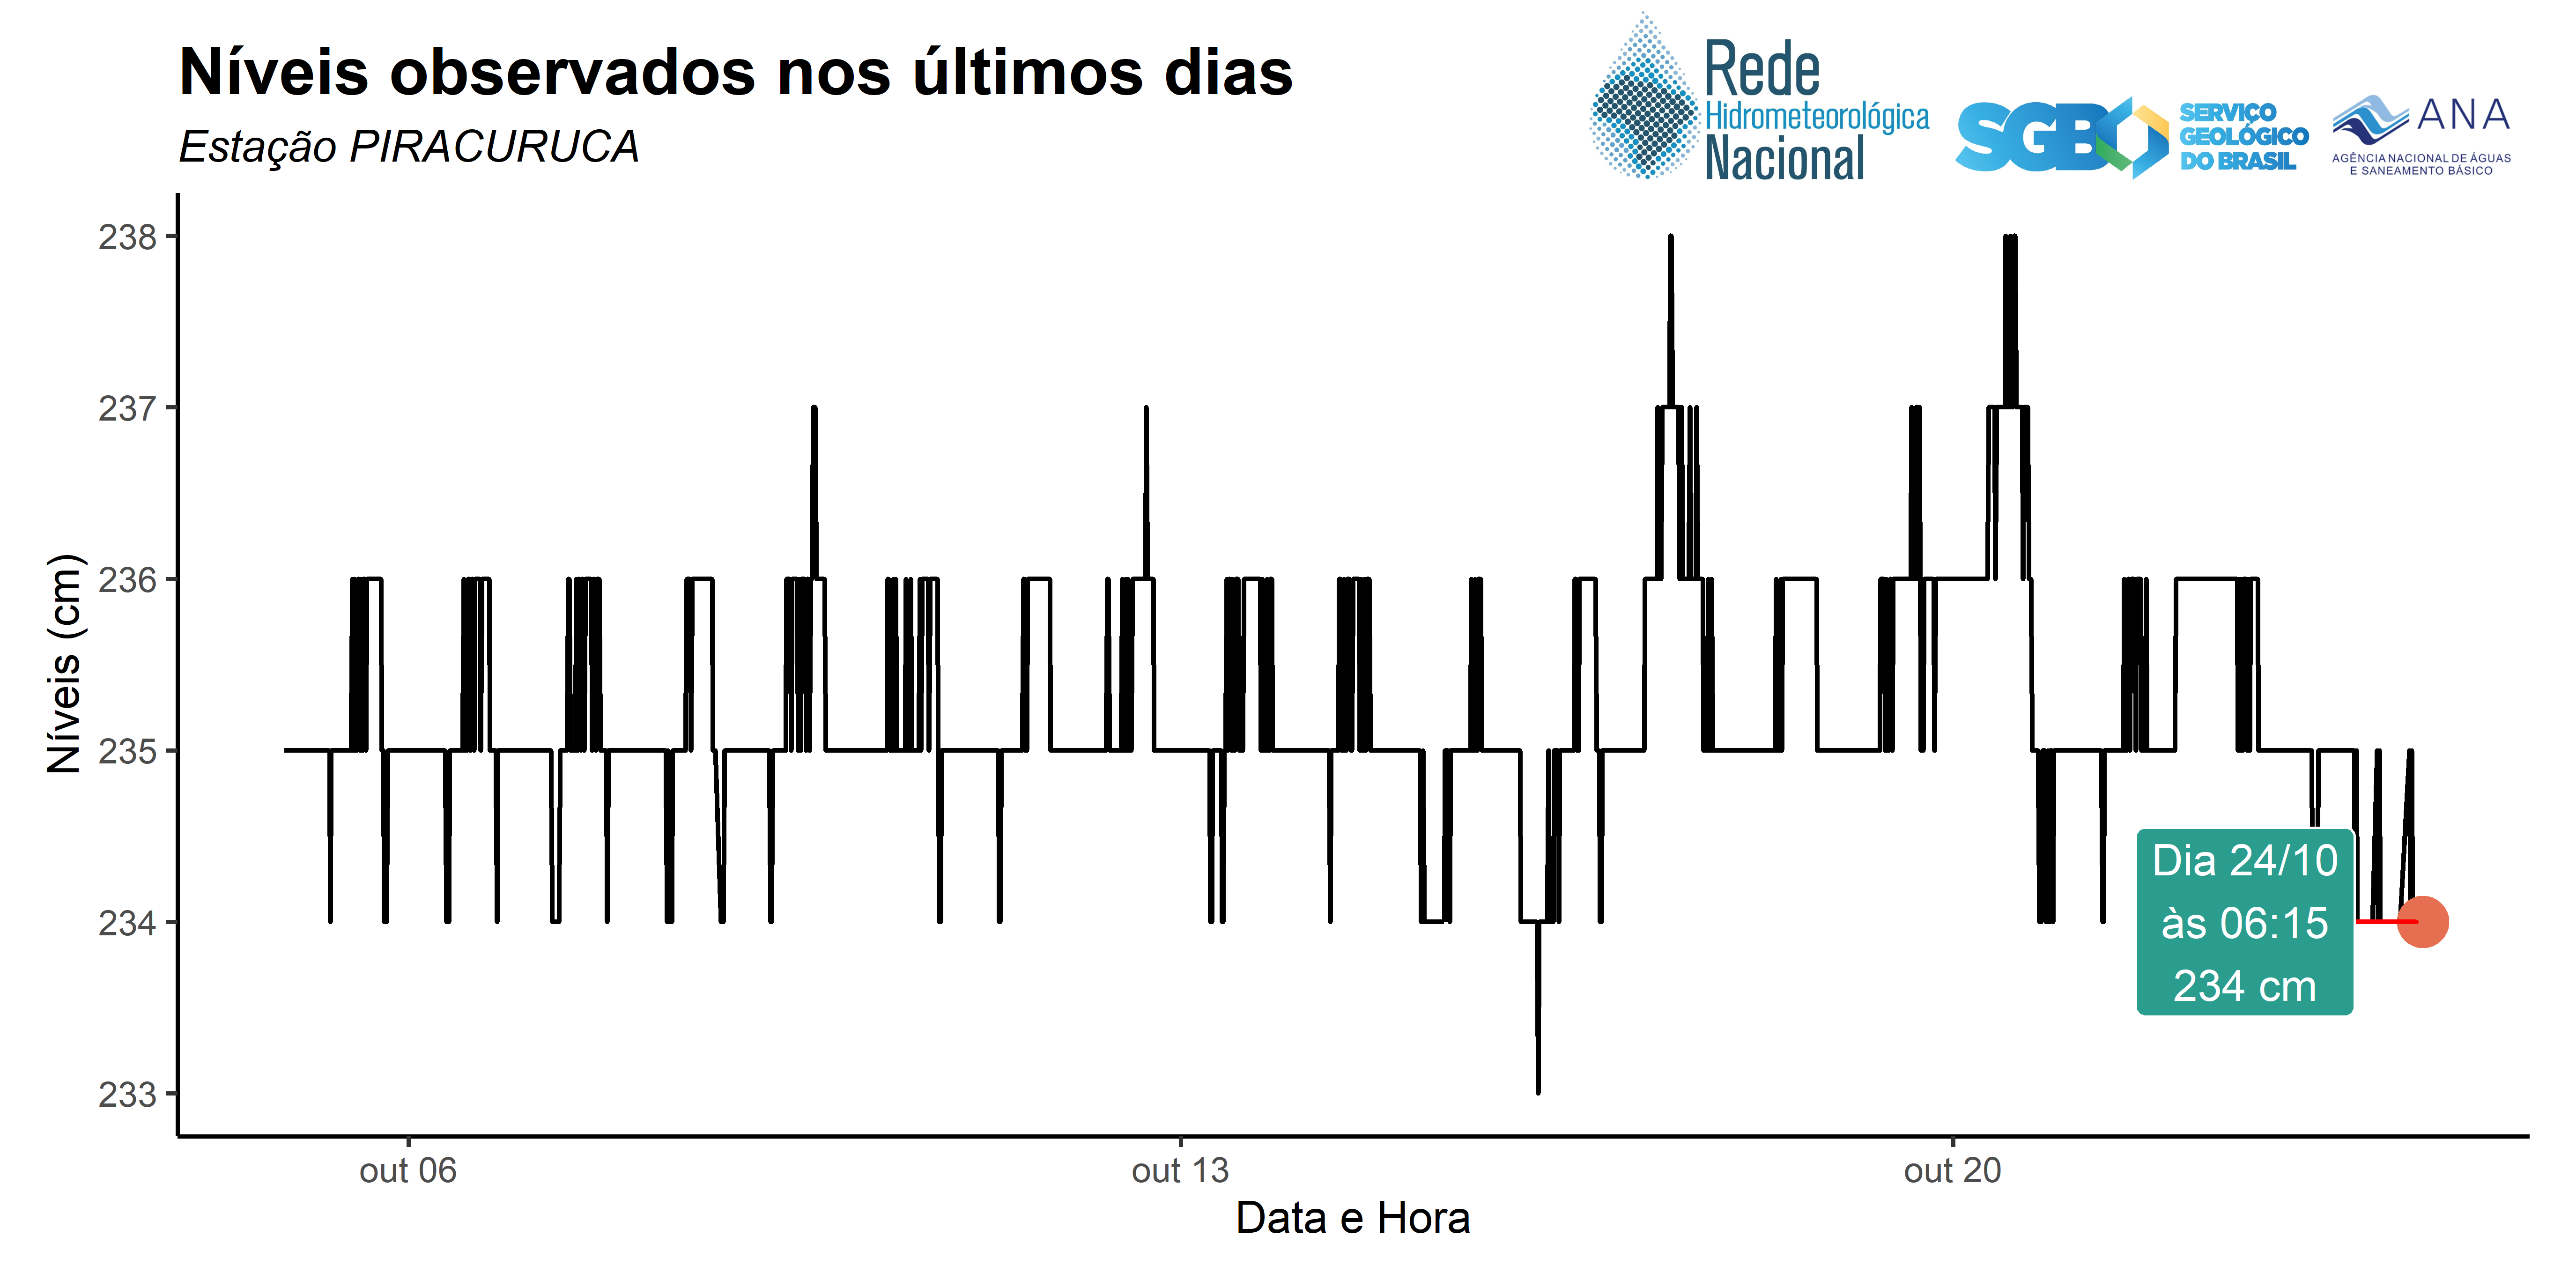 Níveis observados nos últimos dias
Estação PIRACURUCA
Rede
Hidrometeorológica
Nacional
SGB
SERVIÇO
GEOLÓGICO
DO BRASIL
ANA
AGÊNCIA NACIONAL DE ÁGUAS
E SANEAMENTO BÁSICO
Níveis (cm)
238
237
236
235
234
233
Dia 24/10
às 06:15
234 cm
out 06
out 13
out 20
Data e Hora